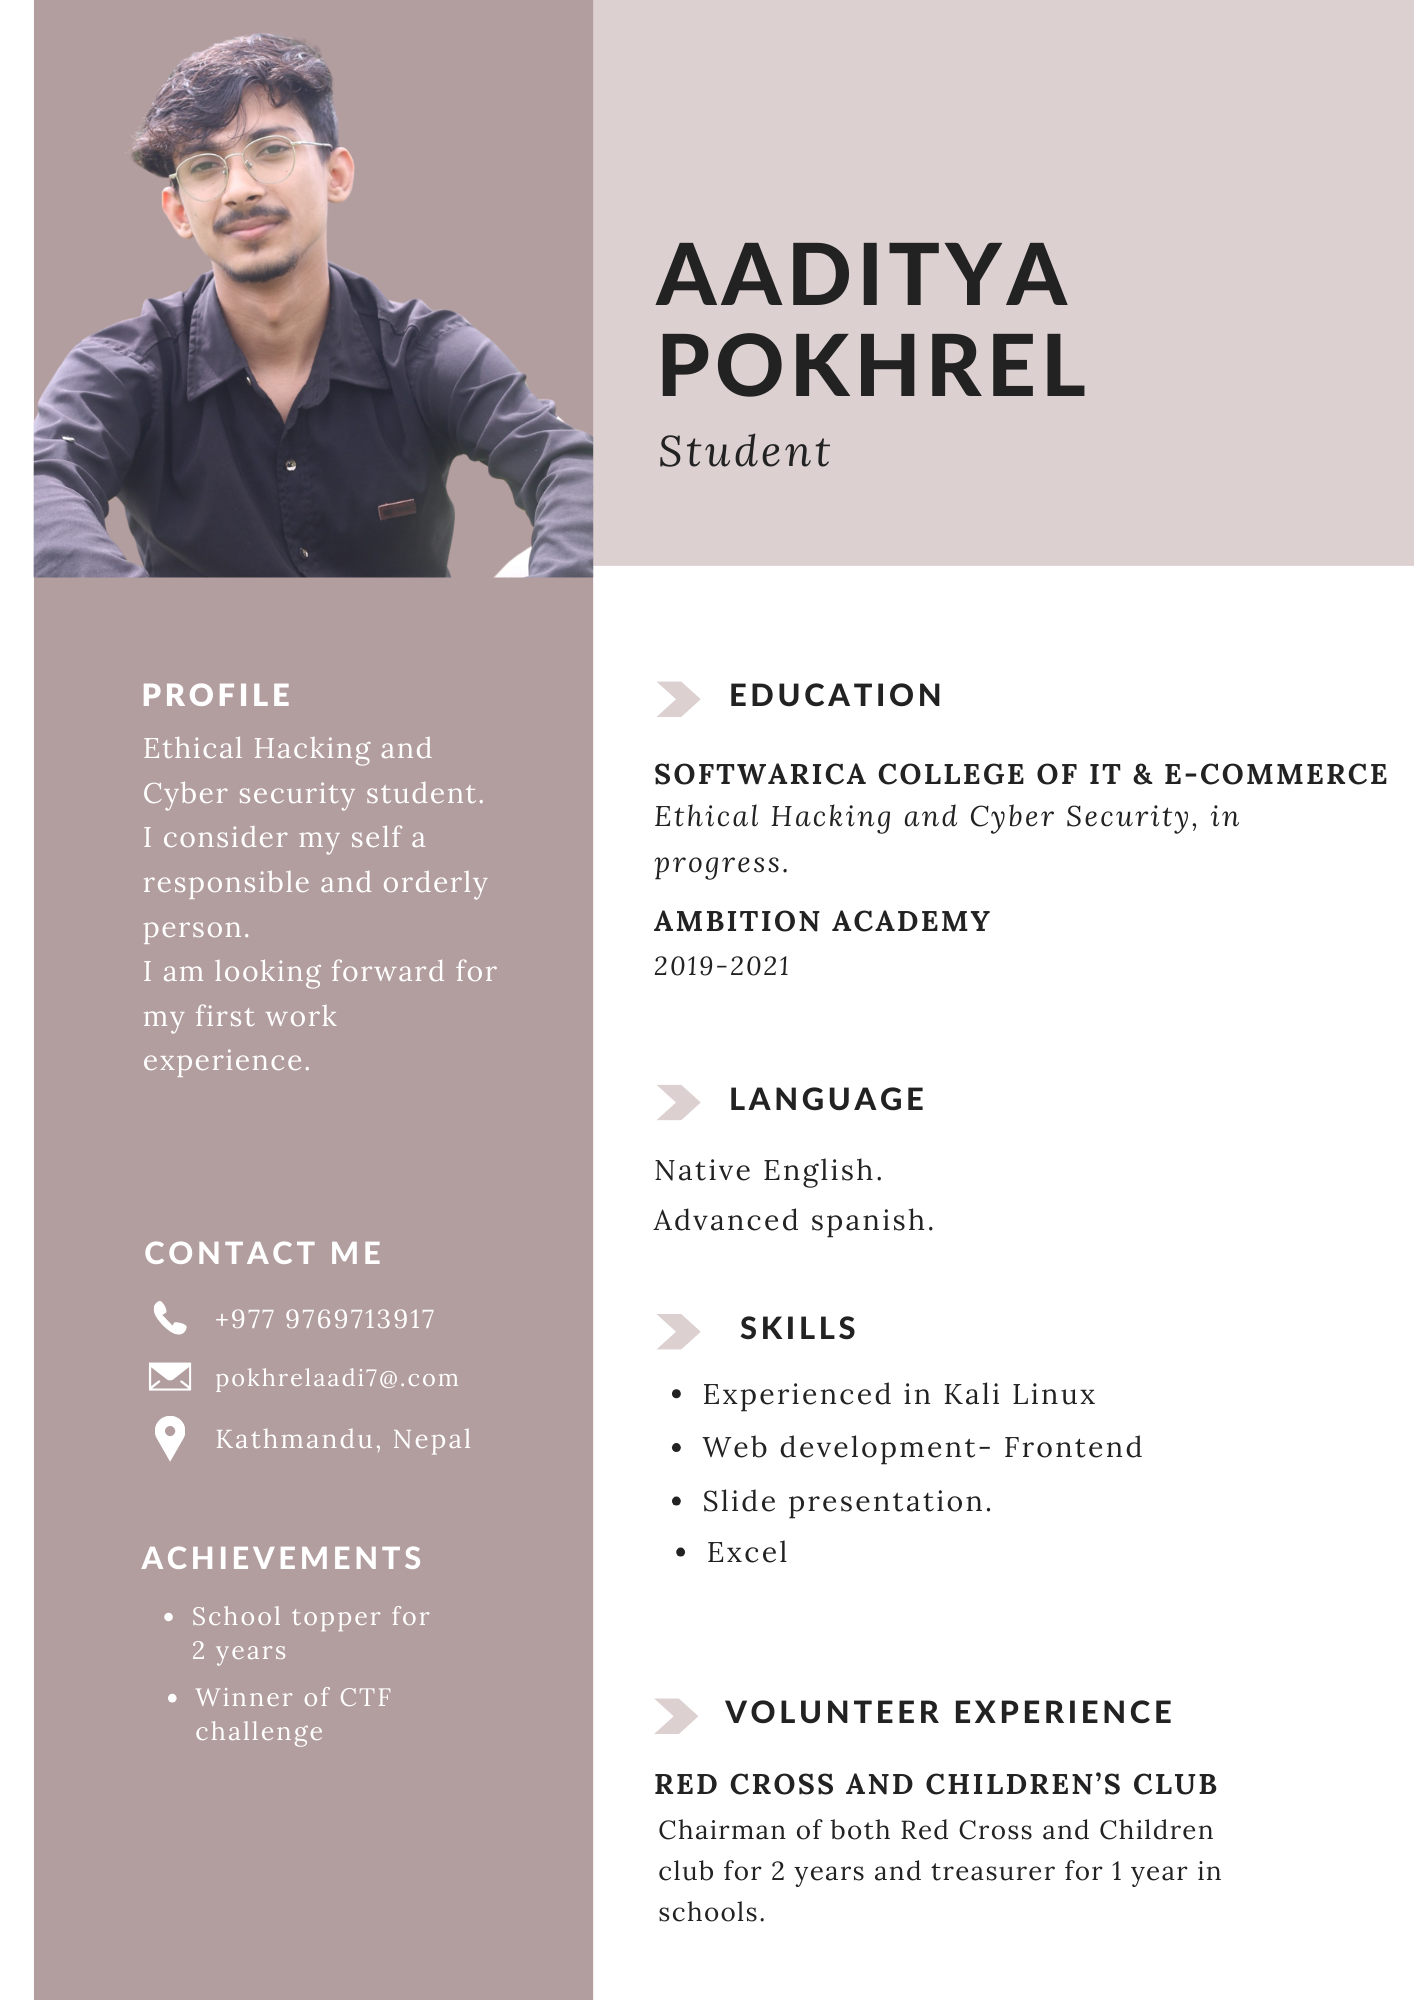 AADITYA
POKHREL
Student
PROFILE
Ethical Hacking and
Cyber security student.
I consider my self a
responsible and orderly
person.
I am looking forward for
my first work
experience.
CONTACT ME
+977 9769713917
pokhrelaadi7@.com
Kathmandu, Nepal
ACHIEVEMENTS
• School topper for
2 years
• Winner of CTF
challenge
EDUCATION
SOFTWARICA COLLEGE OF IT & E-COMMERCE
Ethical Hacking and Cyber Security, in
progress.
AMBITION ACADEMY
2019-2021
LANGUAGE
Native English.
Advanced spanish.
SKILLS
• Experienced in Kali Linux
• Web development- Frontend
• Slide presentation.
• Excel
VOLUNTEER EXPERIENCE
RED CROSS AND CHILDREN’S CLUB
Chairman of both Red Cross and Children
club for 2 years and treasurer for 1 year in
schools.